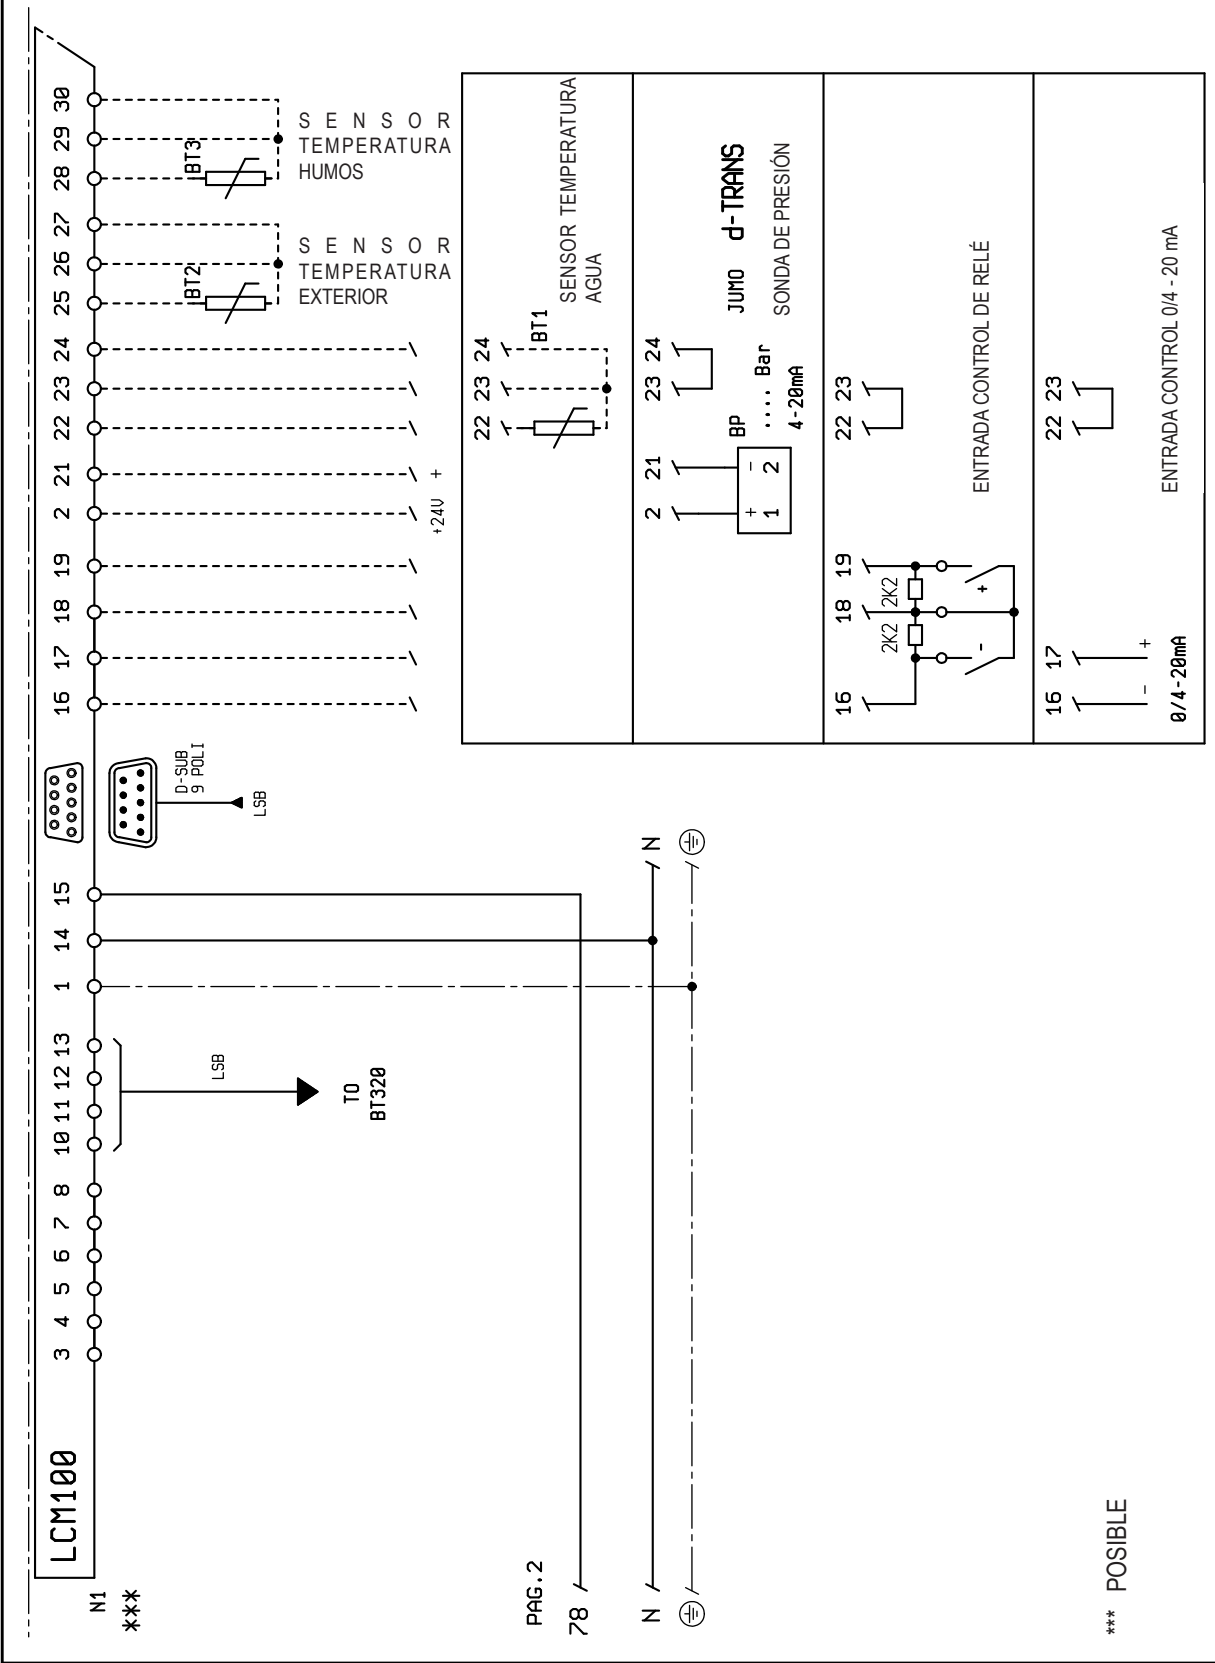 LCM100
N1
***
3 4 5 6 7 8 10 11 12 13 1 14 15 16 17 18 19 2 21 22 23 24 25 26 27 28 29 30
LSB
TO
BT320
D-SUB
9 POLI
LSB
+24V +
BT2
SENSOR
TEMPERATURA
EXTERIOR
BT3
SENSOR
TEMPERATURA
HUMOS
PAG.2
78
N N
22 23 24
BT1
SENSOR TEMPERATURA
AGUA
2 21 23 24
+ -
1 2
BP
.... Bar
4-20mA
JUMO d-TRANS
SONDA DE PRESIÓN
16 18 19 22 23
2K2 2K2
- +
ENTRADA CONTROL DE RELÉ
16 17 22 23
- +
0/4-20mA
ENTRADA CONTROL 0/4 - 20 mA
*** POSIBLE